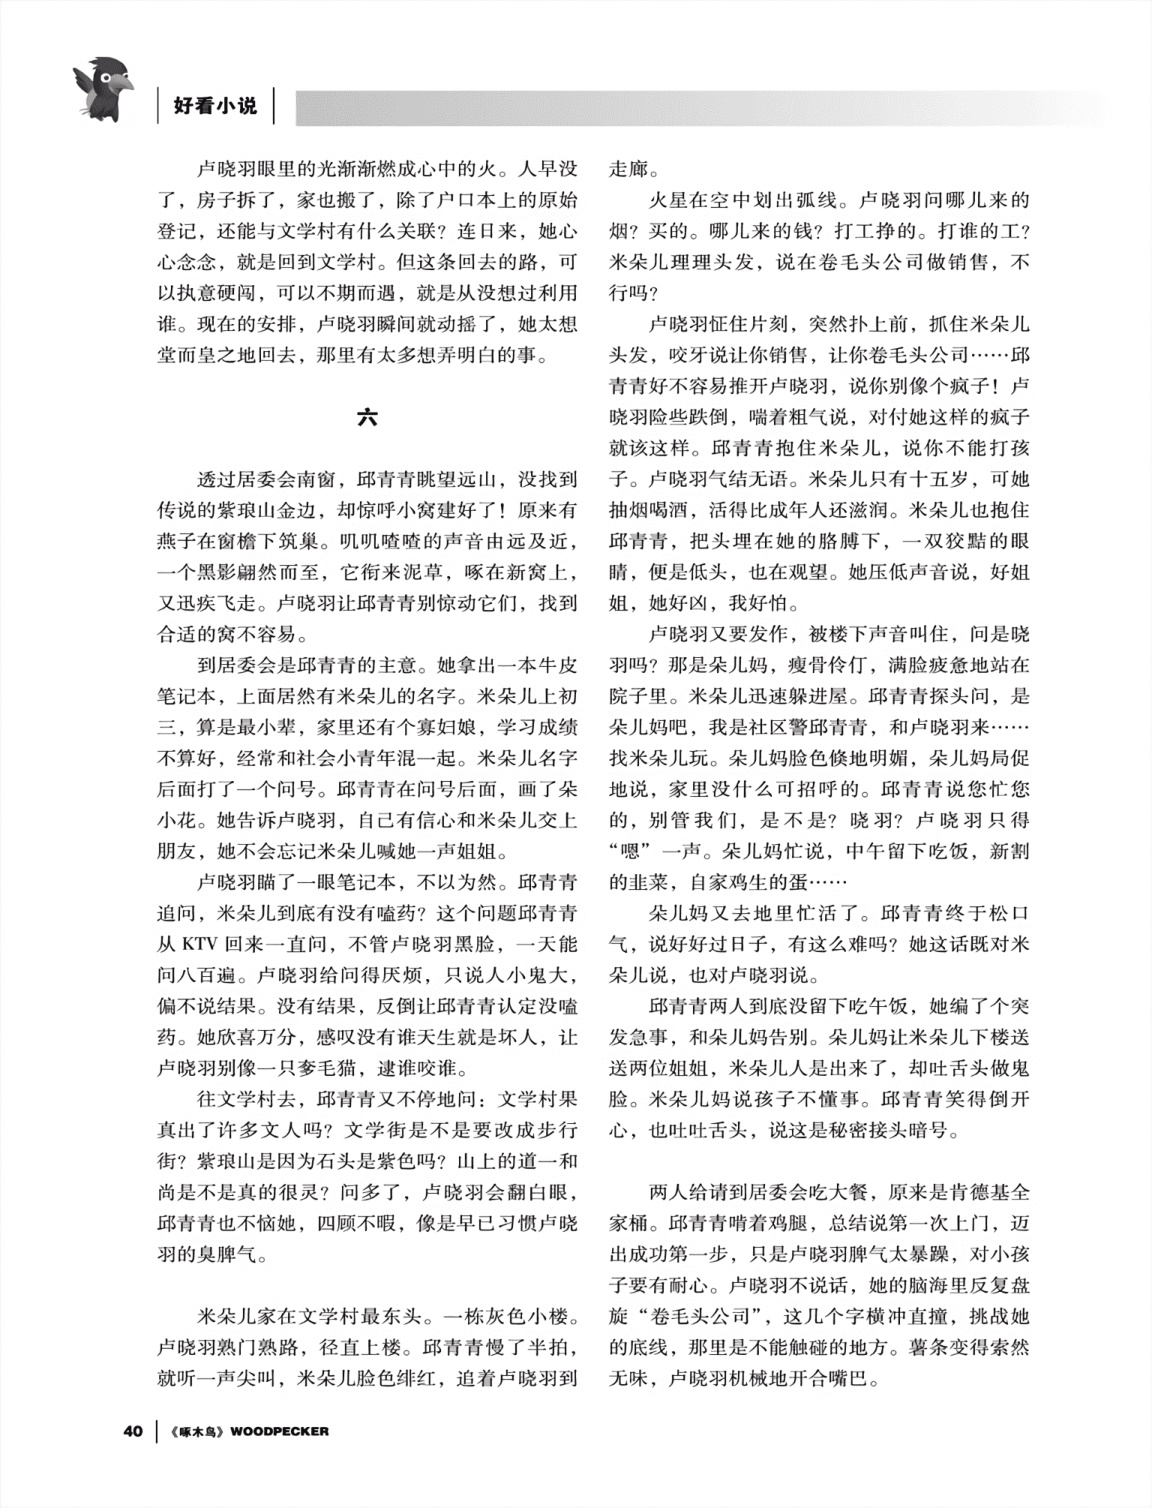 好看小说
卢晓羽眼里的光渐渐燃成心中的火。人早没
了，房子拆了，家也搬了，除了户口本上的原始
登记，还能与文学村有什么关联？连日来，她心
心念念，就是回到文学村。但这条回去的路，可
以执意硬闯，可以不期而遇，就是从没想过利用
谁。现在的安排，卢晓羽瞬间就动摇了，她太想
堂而皇之地回去，那里有太多想弄明白的事。
六
透过居委会南窗，邱青青眺望远山，没找到
传说的紫琅山金边，却惊呼小窝建好了！原来有
燕子在窗檐下筑巢。叽叽喳喳的声音由远及近，
一个黑影翩然而至，它衔来泥草，啄在新窝上，
又迅疾飞走。卢晓羽让邱青青别惊动它们，找到
合适的窝不容易。
到居委会是邱青青的主意。她拿出一本牛皮
笔记本，上面居然有米朵儿的名字。米朵儿上初
三，算是最小辈，家里还有个寡妇娘，学习成绩
不算好，经常和社会小青年混一起。米朵儿名字
后面打了一个问号。邱青青在问号后面，画了朵
小花。她告诉卢晓羽，自己有信心和米朵儿交上
朋友，她不会忘记米朵儿喊她一声姐姐。
卢晓羽瞄了一眼笔记本，不以为然。邱青青
追问，米朵儿到底有没有嗑药？这个问题邱青青
从 KTV 回来一直问，不管卢晓羽黑脸，一天能
问八百遍。卢晓羽给问得厌烦，只说人小鬼大，
偏不说结果。没有结果，反倒让邱青青认定没嗑
药。她欣喜万分，感叹没有谁天生就是坏人，让
卢晓羽别像一只奓毛猫，逮谁咬谁。
往文学村去，邱青青又不停地问：文学村果
真出了许多文人吗？文学街是不是要改成步行
街？紫琅山是因为石头是紫色吗？山上的道一和
尚是不是真的很灵？问多了，卢晓羽会翻白眼，
邱青青也不恼她，四顾不暇，像是早已习惯卢晓
羽的臭脾气。
米朵儿家在文学村最东头。一栋灰色小楼。
卢晓羽熟门熟路，径直上楼。邱青青慢了半拍，
就听一声尖叫，米朵儿脸色绯红，追着卢晓羽到
走廊。
火星在空中划出弧线。卢晓羽问哪儿来的
烟？买的。哪儿来的钱？打工挣的。打谁的工？
米朵儿理理头发，说在卷毛头公司做销售，不
行吗？
卢晓羽怔住片刻，突然扑上前，抓住米朵儿
头发，咬牙说让你销售，让你卷毛头公司……邱
青青好不容易推开卢晓羽，说你别像个疯子！卢
晓羽险些跌倒，喘着粗气说，对付她这样的疯子
就该这样。邱青青抱住米朵儿，说你不能打孩
子。卢晓羽气结无语。米朵儿只有十五岁，可她
抽烟喝酒，活得比成年人还滋润。米朵儿也抱住
邱青青，把头埋在她的胳膊下，一双狡黠的眼
睛，便是低头，也在观望。她压低声音说，好姐
姐，她好凶，我好怕。
卢晓羽又要发作，被楼下声音叫住，问是晓
羽吗？那是朵儿妈，瘦骨伶仃，满脸疲惫地站在
院子里。米朵儿迅速躲进屋。邱青青探头问，是
朵儿妈吧，我是社区警邱青青，和卢晓羽来……
找米朵儿玩。朵儿妈脸色倏地明媚，朵儿妈局促
地说，家里没什么可招呼的。邱青青说您忙您
的，别管我们，是不是？晓羽？卢晓羽只得
“嗯”一声。朵儿妈忙说，中午留下吃饭，新割
的韭菜，自家鸡生的蛋……
朵儿妈又去地里忙活了。邱青青终于松口
气，说好好过日子，有这么难吗？她这话既对米
朵儿说，也对卢晓羽说。
邱青青两人到底没留下吃午饭，她编了个突
发急事，和朵儿妈告别。朵儿妈让米朵儿下楼送
送两位姐姐，米朵儿人是出来了，却吐舌头做鬼
脸。米朵儿妈说孩子不懂事。邱青青笑得倒开
心，也吐吐舌头，说这是秘密接头暗号。
两人给请到居委会吃大餐，原来是肯德基全
家桶。邱青青啃着鸡腿，总结说第一次上门，迈
出成功第一步，只是卢晓羽脾气太暴躁，对小孩
子要有耐心。卢晓羽不说话，她的脑海里反复盘
旋“卷毛头公司”，这几个字横冲直撞，挑战她
的底线，那里是不能触碰的地方。薯条变得索然
无味，卢晓羽机械地开合嘴巴。
40 《啄木鸟》WOODPECKER